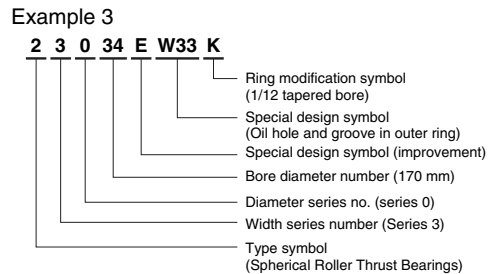 Example 3
2 3 0 34 E W33 K
Ring modification symbol
(1/12 tapered bore)
Special design symbol
(Oil hole and groove in outer ring)
Special design symbol (improvement)
Bore diameter number (170 mm)
Diameter series no. (series 0)
Width series number (Series 3)
Type symbol
(Spherical Roller Thrust Bearings)